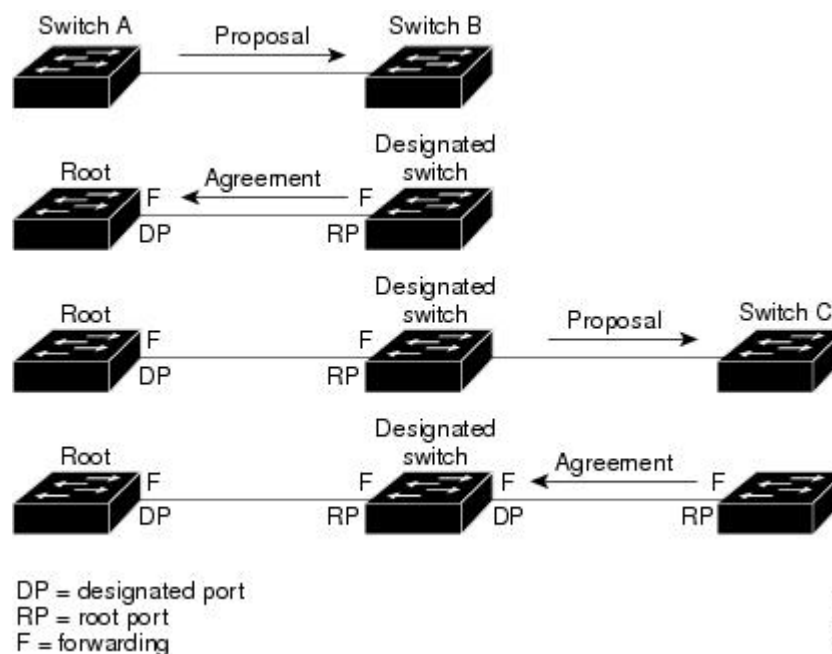 Switch A
Proposal
Switch B
Root
F
Agreement
F
Designated
switch
DP
RP
Root
F
F
Designated
switch
Proposal
Switch C
DP
RP
Root
F
F
Designated
switch
F
Agreement
F
DP
RP
DP
RP
DP = designated port
RP = root port
F = forwarding